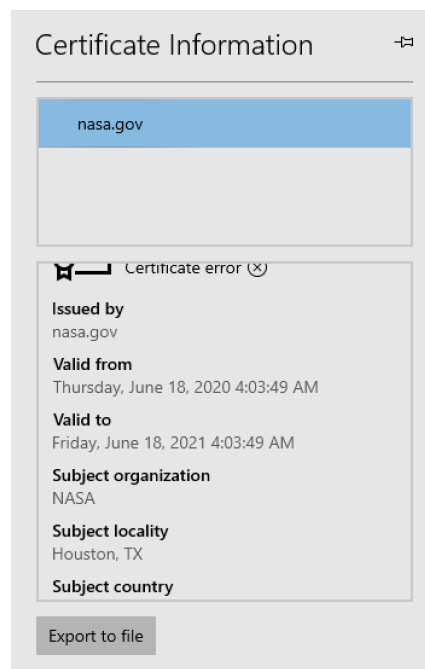 Certificate Information
nasa.gov
Certificate error
Issued by
nasa.gov
Valid from
Thursday, June 18, 2020 4:03:49 AM
Valid to
Friday, June 18, 2021 4:03:49 AM
Subject organization
NASA
Subject locality
Houston, TX
Subject country
Export to file